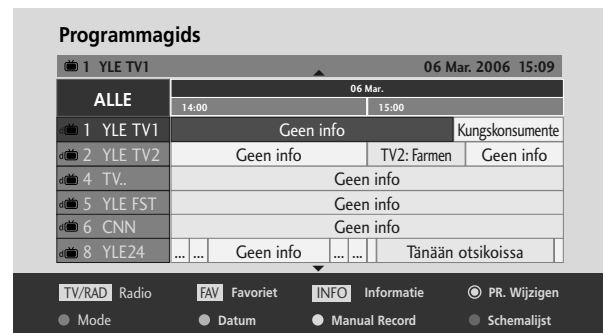 Programmagids
1 YLE TV1 06 Mar. 2006 15:09
ALLE 06 Mar.
14:00 15:00
1 YLE TV1 Geen info Kungskonsumente
2 YLE TV2 Geen info TV2: Farmen Geen info
4 TV.. Geen info
5 YLE FST Geen info
6 CNN Geen info
8 YLE24 ... ... Geen info ... ... Tänään otsikoissa
TV/RAD Radio FAV Favoriet INFO Informatie PR. Wijzigen
Mode Datum Manual Record Schemalijst